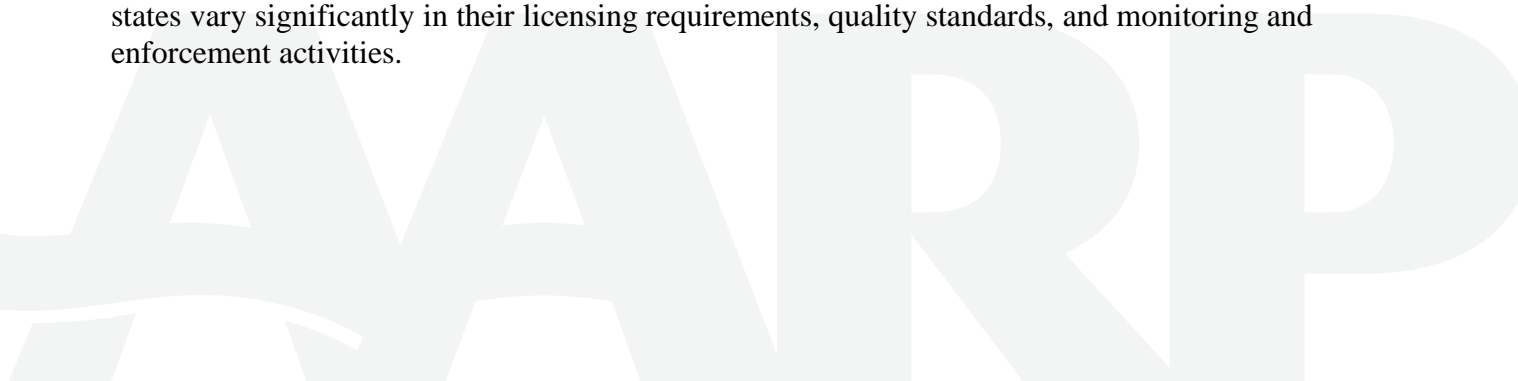 states vary significantly in their licensing requirements, quality standards, and monitoring and
enforcement activities.
AARP